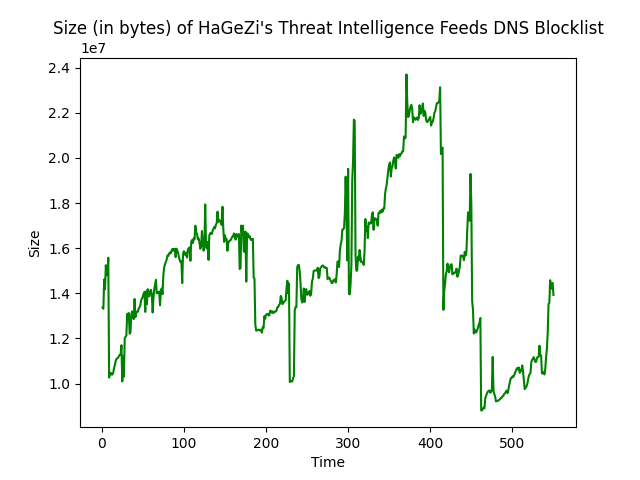 Size (in bytes) of HaGeZi's Threat Intelligence Feeds DNS Blocklist
1e7
2.4
2.2
2.0
1.8
1.6
1.4
1.2
1.0
Size
0 100 200 300 400 500
Time